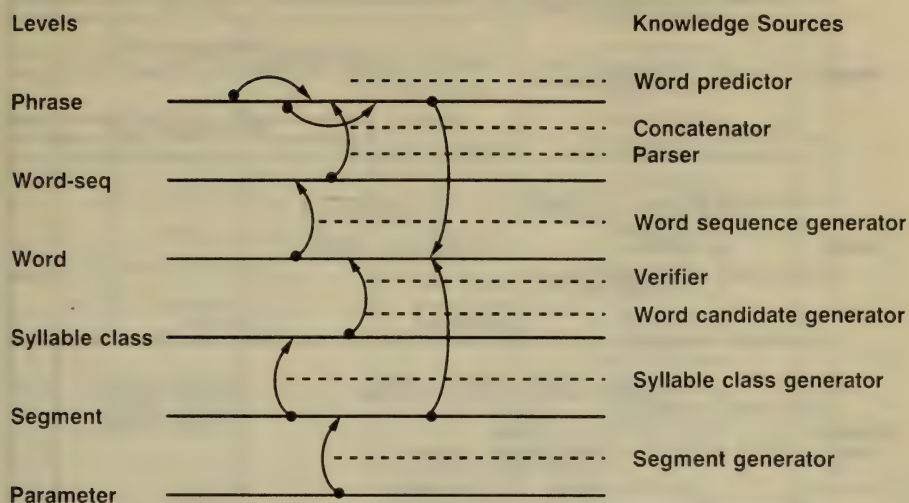 Levels
Knowledge Sources
Word predictor
Phrase
Concatenator
Parser
Word-seq
Word sequence generator
Word
Verifier
Word candidate generator
Syllable class
Syllable class generator
Segment
Segment generator
Parameter